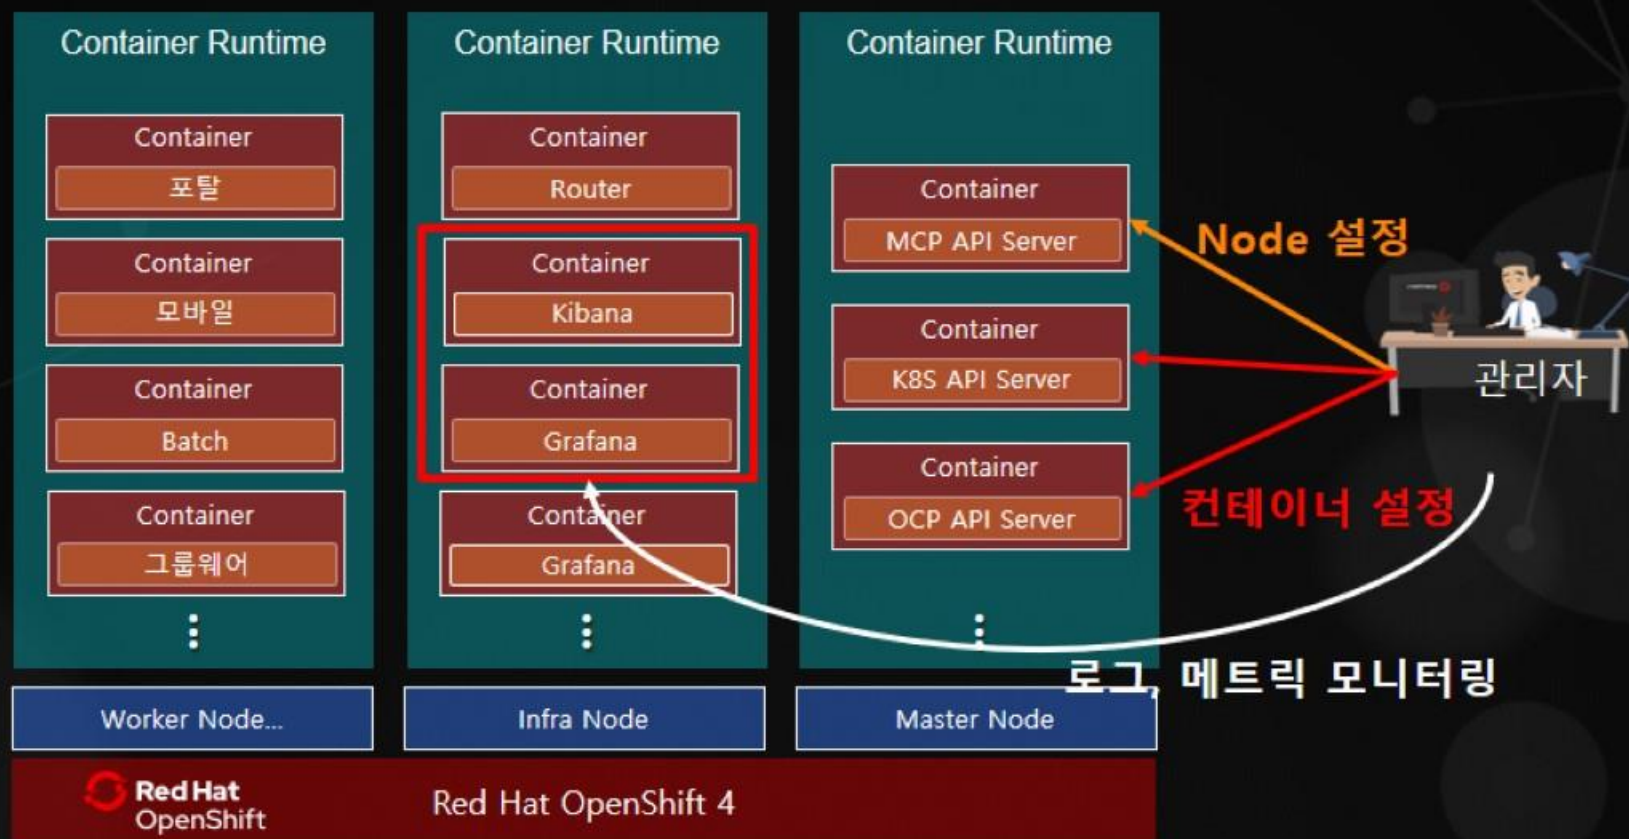 Container Runtime
Container
포탈
Container
모바일
Container
Batch
Container
그룹웨어
Worker Node...
Container Runtime
Container
Router
Container
Kibana
Container
Grafana
Container
Grafana
Infra Node
Container Runtime
Container
MCP API Server
Container
K8S API Server
Container
OCP API Server
Master Node
Node 설정
관리자
컨테이너 설정
로그, 메트릭 모니터링
Red Hat
OpenShift
Red Hat OpenShift 4